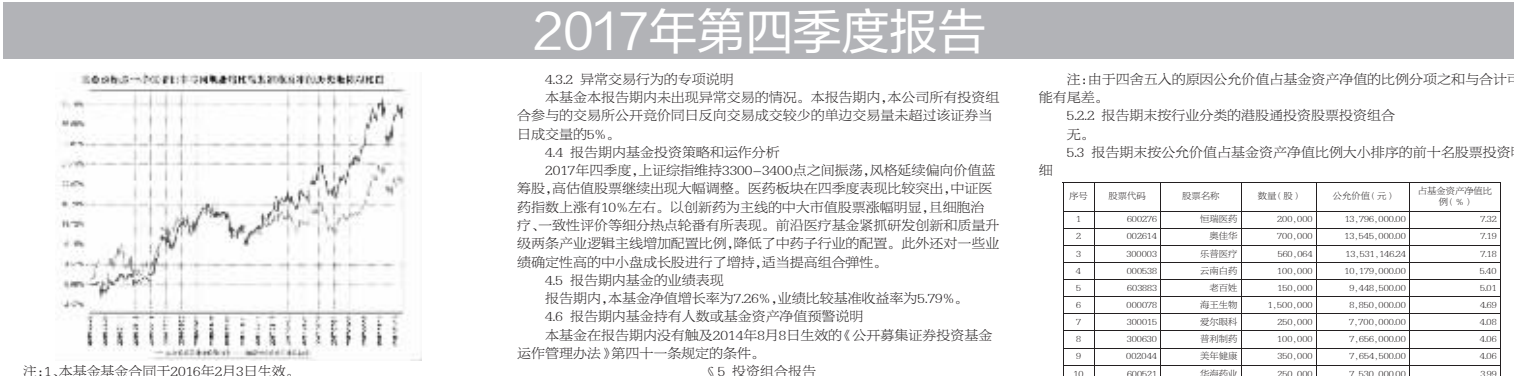 2017年第四季度报告
注:1、本基金基金合同于2016年2月3日生效。
4.3.2 异常交易行为的专项说明
本基金本报告期内未出现异常交易的情况。本报告期内,本公司所有投资组
合参与的交易所公开竞价同日反向交易成交较少的单边交易量未超过该证券当
日成交量的5%。
4.4 报告期内基金投资策略和运作分析
2017年四季度,上证综指维持3300-3400点之间振荡,风格延续偏向价值蓝
筹股,高估值股票继续出现大幅调整。医药板块在四季度表现比较突出,中证医
药指数上涨有10%左右。以创新药为主线的中大市值股票涨幅明显,且细胞治
疗、一致性评价等细分热点轮番有所表现。前沿医疗基金紧抓研发创新和质量升
级两条产业逻辑主线增加配置比例,降低了中药子行业的配置。此外还对一些业
绩确定性高的中小盘成长股进行了增持,适当提高组合弹性。
4.5 报告期内基金的业绩表现
报告期内,本基金净值增长率为7.26%,业绩比较基准收益率为5.79%。
4.6 报告期内基金持有人数或基金资产净值预警说明
本基金在报告期内没有触及2014年8月8日生效的《公开募集证券投资基金
运作管理办法》第四十一条规定的条件。
§5 投资组合报告
注:由于四舍五入的原因公允价值占基金资产净值的比例分项之和与合计可
能有尾差。
5.2.2 报告期末按行业分类的港股通投资股票投资组合
无。
5.3 报告期末按公允价值占基金资产净值比例大小排序的前十名股票投资明
细
序号 股票代码 股票名称 数量(股) 公允价值(元) 占基金资产净值比
例(%)
1 600276 恒瑞医药 200,000 13,796,000.00 7.32
2 002614 奥佳华 700,000 13,545,000.00 7.19
3 300003 乐普医疗 560,064 13,531,146.24 7.18
4 000538 云南白药 100,000 10,179,000.00 5.40
5 603883 老百姓 150,000 9,448,500.00 5.01
6 000078 海王生物 1,500,000 8,850,000.00 4.69
7 300015 爱尔眼科 250,000 7,700,000.00 4.08
8 300630 普利制药 100,000 7,656,000.00 4.06
9 002044 美年健康 350,000 7,654,500.00 4.06
10 600521 华海药业 250,000 7,530,000.00 3.99